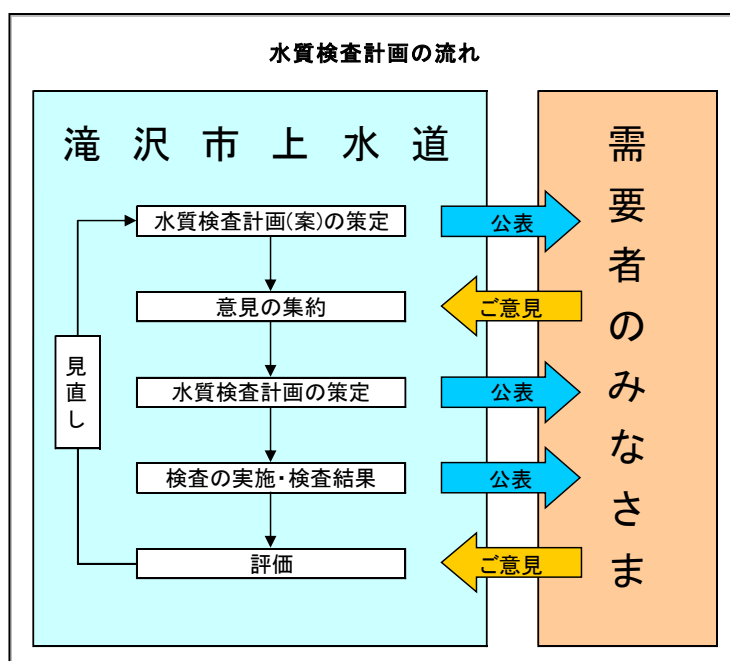 水質検査計画の流れ
滝沢市上水道
需要者のみなさま
水質検査計画(案)の策定
公表
意見の集約
ご意見
見直し
水質検査計画の策定
公表
検査の実施・検査結果
公表
評価
ご意見